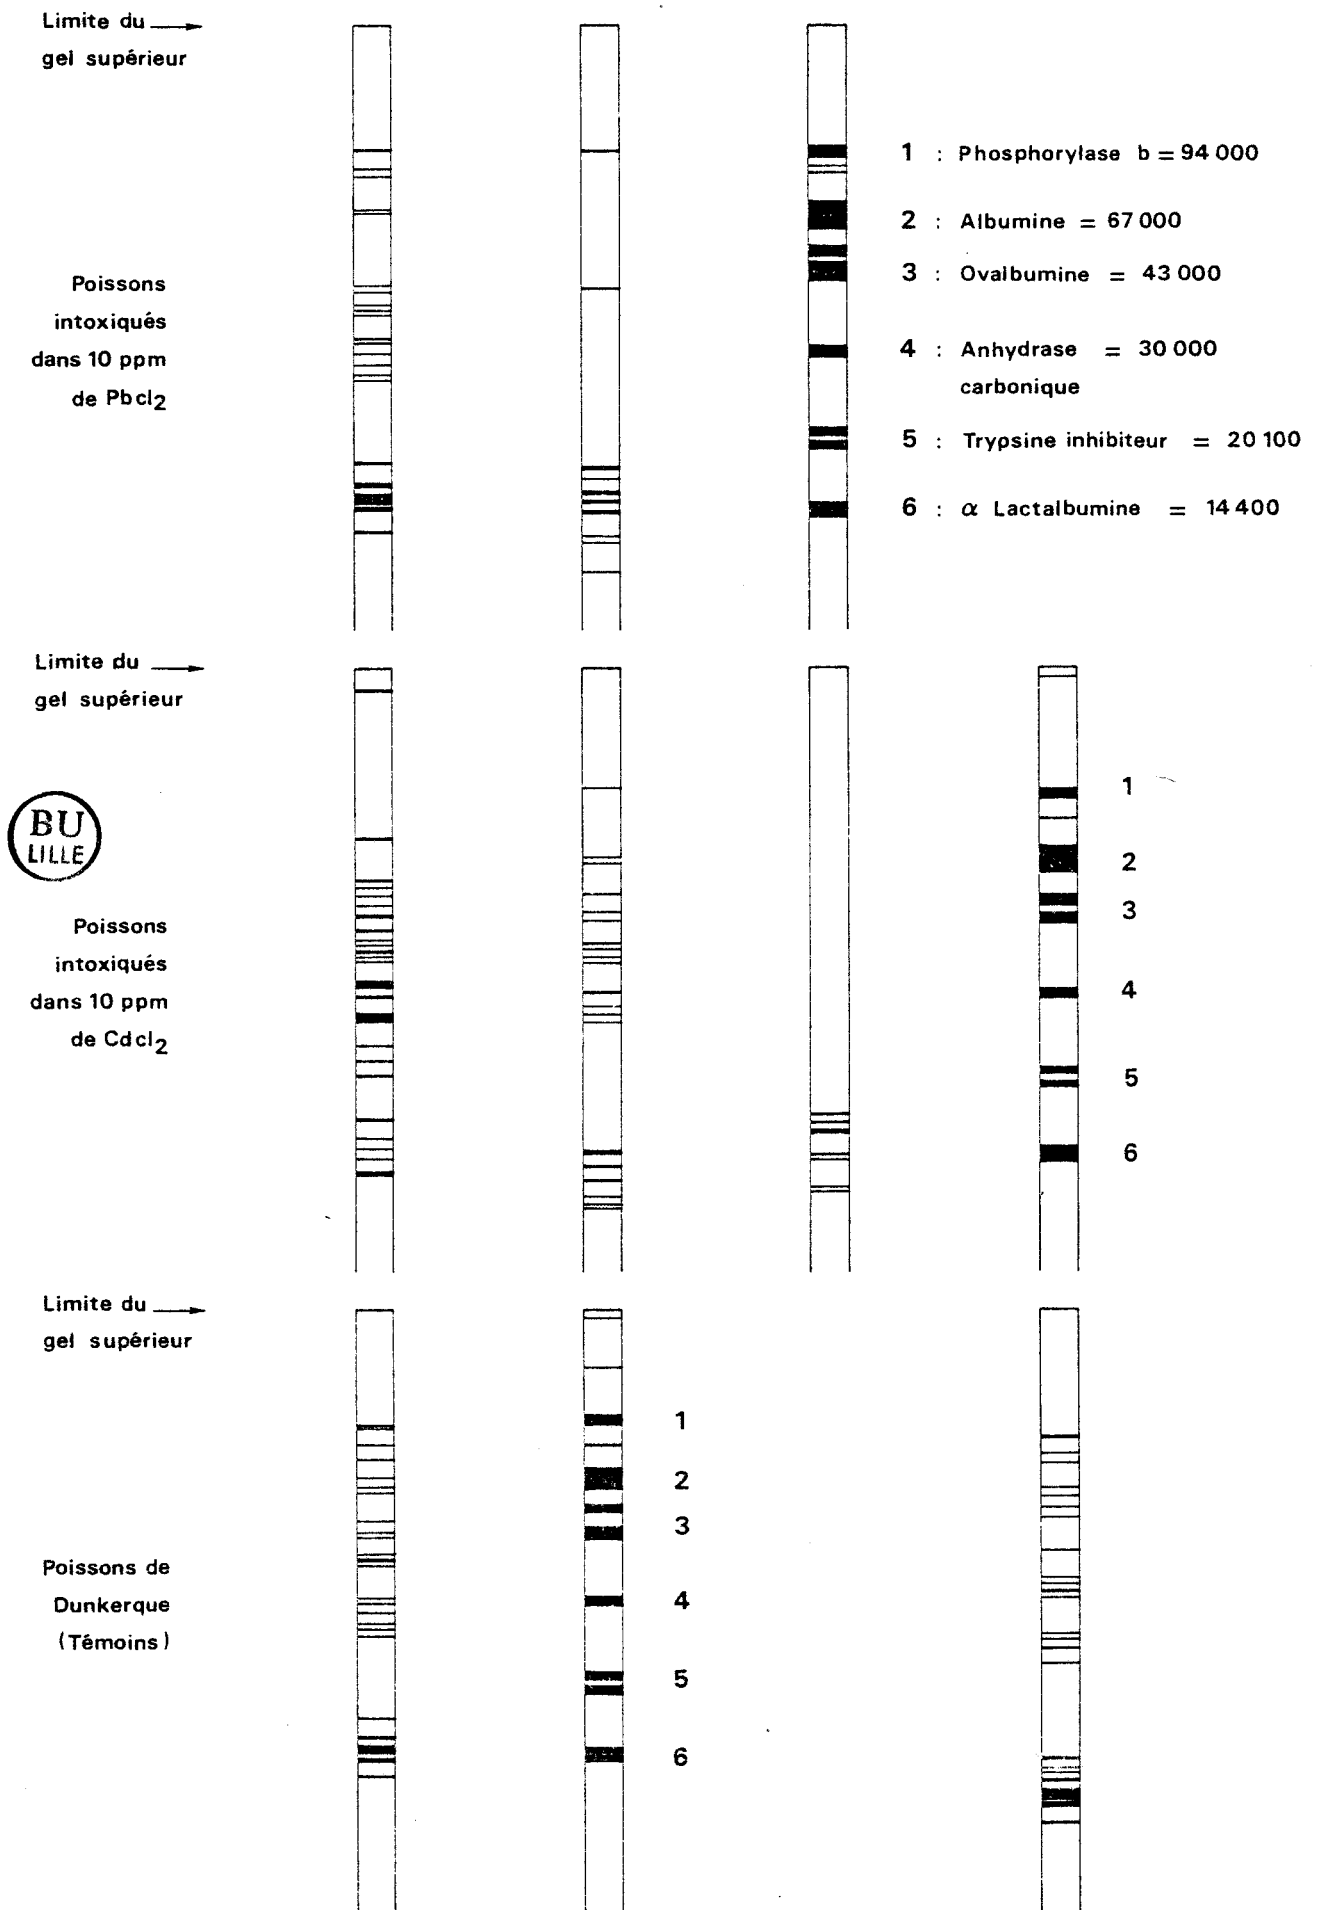 Limite du
gel supérieur
1 : Phosphorylase b = 94 000
2 : Albumine = 67 000
Poissons
intoxiqués
dans 10 ppm
de Pbcl2
3 : Ovalbumine = 43 000
4 : Anhydrase = 30 000
carbonique
5 : Trypsine inhibiteur = 20 100
6 : α Lactalbumine = 14 400
Limite du
gel supérieur
BU
LILLE
Poissons
intoxiqués
dans 10 ppm
de Cdcl2
1
2
3
4
5
6
Limite du
gel supérieur
Poissons de
Dunkerque
(Témoins)
1
2
3
4
5
6